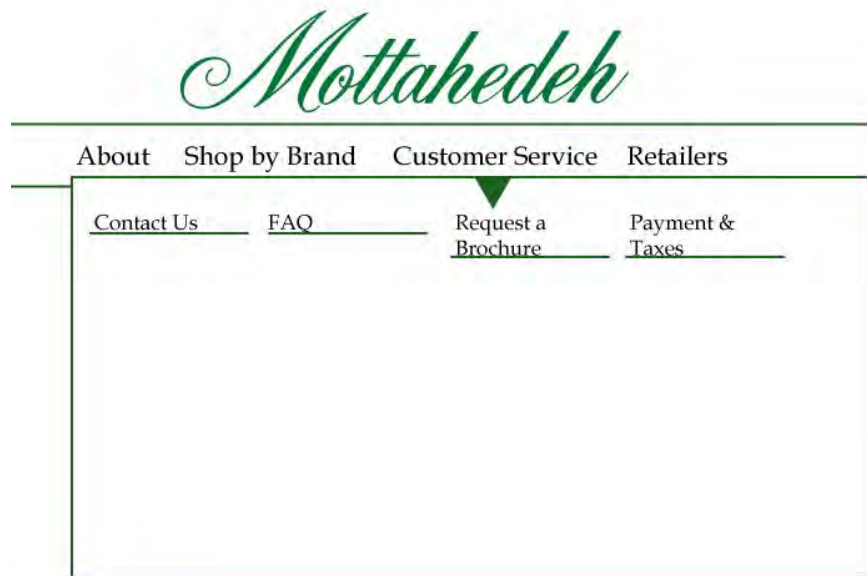 Mottahedeh
About Shop by Brand Customer Service Retailers
Contact Us FAQ Request a Brochure Payment & Taxes